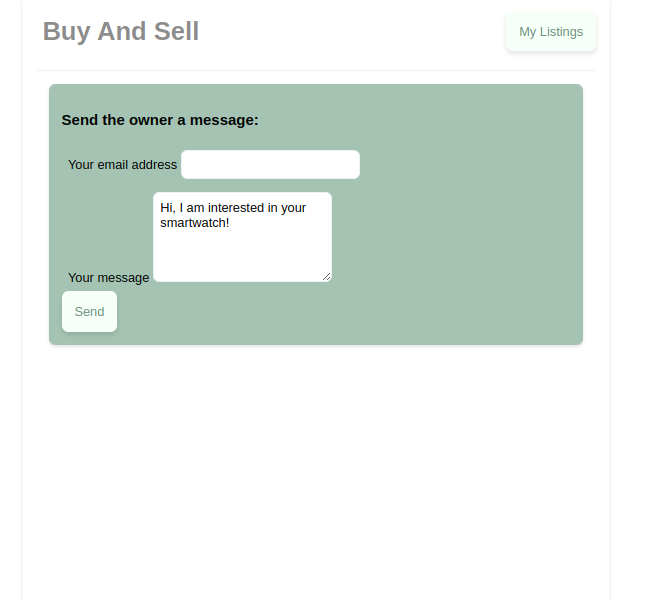 Buy And Sell
My Listings
Send the owner a message:
Your email address
Hi, I am interested in your
smartwatch!
Your message
Send